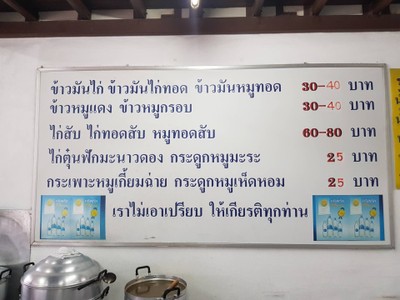 ข้าวมันไก่ ข้าวมันไก่ทอด ข้าวมันหมูทอด 30-40 บาท
ข้าวหมูแดง ข้าวหมูกรอบ 30-40 บาท
ไก่สับ ไก่ทอดสับ หมูทอดสับ 60-80 บาท
ไก่ตุ๋นฟักมะนาวดอง กระดูกหมูมะระ 25 บาท
กระเพาะหมูเกี้ยมฉ่าย กระดูกหมูเห็ดหอม 25 บาท
เราไม่เอาเปรียบ ให้เกียรติทุกท่าน